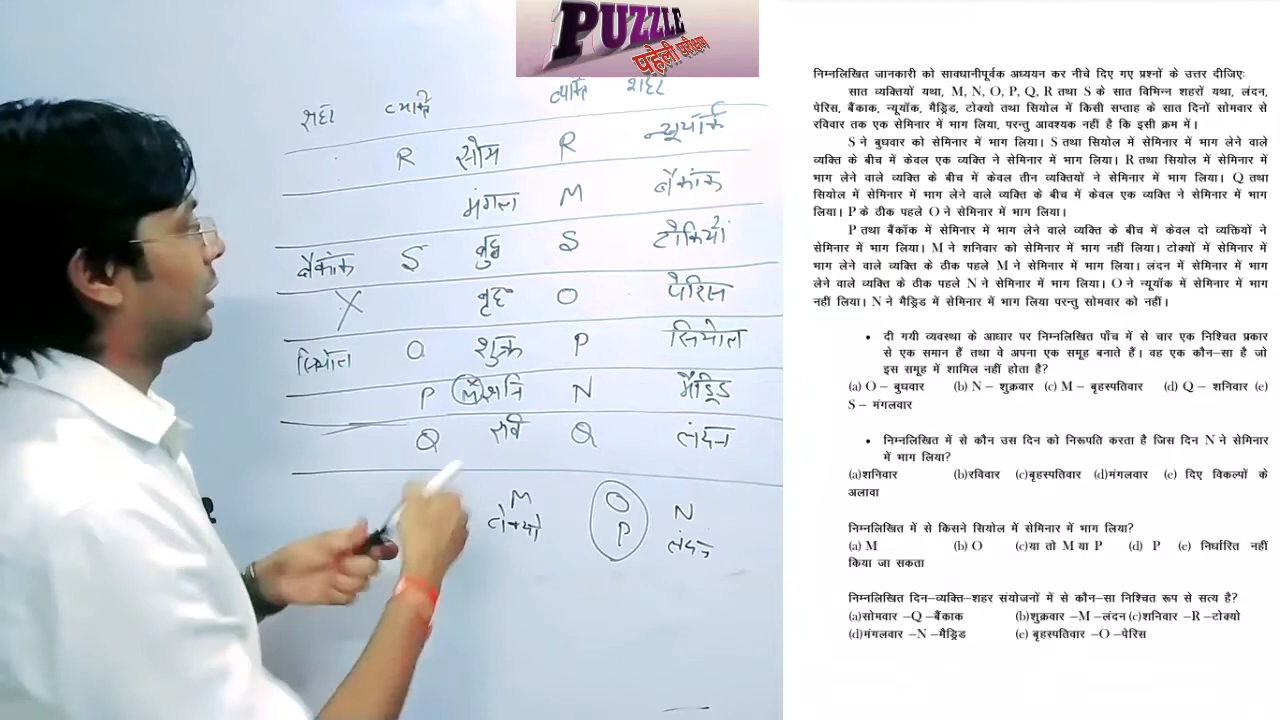 PUZZLE
पहेली परीक्षण
शहर व्यक्ति व्यक्ति शहर
R सोम R न्यूयॉर्क
मंगल M बैंकॉक
बैंकॉक S बुध S टोकियों
X बृह O पेरिस
सियोल O शुक्र P सियोल
P M शनि N मैड्रिड
Q रवि Q लंदन
M O N
टोक्यो P लंदन
निम्नलिखित जानकारी को सावधानीपूर्वक अध्ययन कर नीचे दिए गए प्रश्नों के उत्तर दीजिएः
सात व्यक्तियों यथा, M, N, O, P, Q, R तथा S के सात विभिन्न शहरों यथा, लंदन,
पेरिस, बैंकाक, न्यूयॉक, मैड्रिड, टोक्यो तथा सियोल में किसी सप्ताह के सात दिनों सोमवार से
रविवार तक एक सेमिनार में भाग लिया, परन्तु आवश्यक नहीं है कि इसी क्रम में।
S ने बुधवार को सेमिनार में भाग लिया। S तथा सियोल में सेमिनार में भाग लेने वाले
व्यक्ति के बीच में केवल एक व्यक्ति ने सेमिनार में भाग लिया। R तथा सियोल में सेमिनार में
भाग लेने वाले व्यक्ति के बीच में केवल तीन व्यक्तियों ने सेमिनार में भाग लिया। Q तथा
सियोल में सेमिनार में भाग लेने वाले व्यक्ति के बीच में केवल एक व्यक्ति ने सेमिनार में भाग
लिया। P के ठीक पहले O ने सेमिनार में भाग लिया।
P तथा बैंकॉक में सेमिनार में भाग लेने वाले व्यक्ति के बीच में केवल दो व्यक्तियों ने
सेमिनार में भाग लिया। M ने शनिवार को सेमिनार में भाग नहीं लिया। टोक्यो में सेमिनार में
भाग लेने वाले व्यक्ति के ठीक पहले M ने सेमिनार में भाग लिया। लंदन में सेमिनार में भाग
लेने वाले व्यक्ति के ठीक पहले N ने सेमिनार में भाग लिया। O ने न्यूयॉक में सेमिनार में भाग
नहीं लिया। N ने मैड्रिड में सेमिनार में भाग लिया परन्तु सोमवार को नहीं।
• दी गयी व्यवस्था के आधार पर निम्नलिखित पाँच में से चार एक निश्चित प्रकार
से एक समान हैं तथा वे अपना एक समूह बनाते हैं। वह एक कौन–सा है जो
इस समूह में शामिल नहीं होता है?
(a) O – बुधवार (b) N – शुक्रवार (c) M – बृहस्पतिवार (d) Q – शनिवार (e)
S – मंगलवार
• निम्नलिखित में से कौन उस दिन को निरूपति करता है जिस दिन N ने सेमिनार
में भाग लिया?
(a)शनिवार (b)रविवार (c)बृहस्पतिवार (d)मंगलवार (e) दिए विकल्पों के
अलावा
निम्नलिखित में से किसने सियोल में सेमिनार में भाग लिया?
(a) M (b) O (c)या तो M या P (d) P (e) निर्धारित नहीं
किया जा सकता
निम्नलिखित दिन–व्यक्ति–शहर संयोजनों में से कौन–सा निश्चित रूप से सत्य है?
(a)सोमवार –Q –बैंकाक (b)शुक्रवार –M –लंदन (c)शनिवार –R –टोक्यो
(d)मंगलवार –N –मैड्रिड (e) बृहस्पतिवार –O –पेरिस